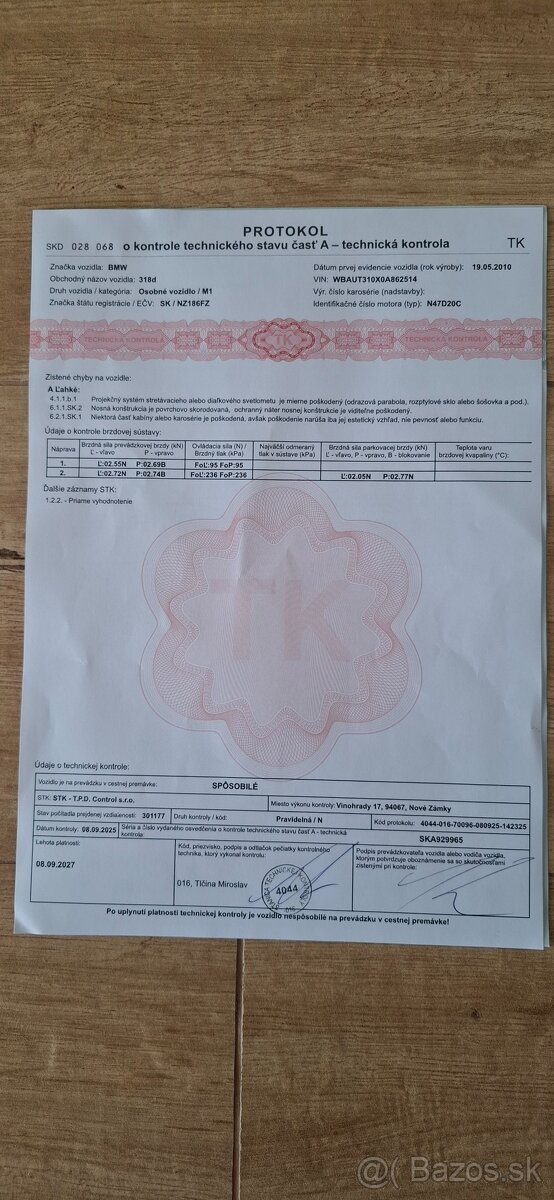 PROTOKOL
SKD 028 068 o kontrole technického stavu časť A – technická kontrola TK
Značka vozidla: BMW
Obchodný názov vozidla: 318d
Druh vozidla / kategória: Osobné vozidlo / M1
Značka štátu registrácie / EČV: SK / NZ186FZ
Dátum prvej evidencie vozidla (rok výroby): 19.05.2010
VIN: WBAUT310X0A862514
Výr. číslo karosérie (nadstavby):
Identifikačné číslo motora (typ): N47D20C
TECHNICKÁ KONTROLA TK TECHNICKÁ KONTROLA
Zistené chyby na vozidle:
A Ľahké:
4.1.1.b.1 Projekčný systém stretávacieho alebo diaľkového svetlometu je mierne poškodený (odrazová parabola, rozptylové sklo alebo šošovka a pod.).
6.1.1.SK.2 Nosná konštrukcia je povrchovo skorodovaná, ochranný náter nosnej konštrukcie je viditeľne poškodený.
6.2.1.SK.1 Niektorá časť kabíny alebo karosérie je poškodená, avšak poškodenie naruša iba jej estetický vzhľad, nie pevnosť alebo funkciu.
Údaje o kontrole brzdovej sústavy:
Náprava
Brzdná sila prevádzkovej brzdy (kN)
Ľ - vľavo P - vpravo
Ovládacia sila (N) /
Brzdný tlak (kPa)
Najväčší odmeraný
tlak v sústave (kPa)
Brzdná sila parkovacej brzdy (kN)
Ľ - vľavo, P - vpravo, B - blokovanie
Teplota varu
brzdovej kvapaliny (°C):
1. Ľ:02.55N P:02.69B FoĽ:95 FoP:95
2. Ľ:02.72N P:02.74B FoĽ:236 FoP:236 Ľ:02.05N P:02.77N
Ďalšie záznamy STK:
1.2.2. - Priame vyhodnotenie
TK
Údaje o technickej kontrole:
Vozidlo je na prevádzku v cestnej premávke: SPÔSOBILÉ
STK: STK - T.P.D. Control s.r.o.
Miesto výkonu kontroly: Vinohrady 17, 94067, Nové Zámky
Stav počítadla prejdenej vzdialenosti: 301177
Druh kontroly / kód: Pravidelná / N
Kód protokolu: 4044-016-70096-080925-142325
Dátum kontroly: 08.09.2025
Séria a číslo vydaného osvedčenia o kontrole technického stavu časť A - technická
kontrola: SKA929965
Lehota platnosti:
08.09.2027
Kód, priezvisko, podpis a odtlačok pečiatky kontrolného
technika, ktorý vykonal kontrolu:
016, Tlčina Miroslav
4044
016
Podpis prevádzkovateľa vozidla alebo vodiča vozidla,
ktorým potvrdzuje oboznámenie sa so skutočnosťami
zistenými pri kontrole:
Po uplynutí platnosti technickej kontroly je vozidlo nespôsobilé na prevádzku v cestnej premávke!
@( Bazos.sk